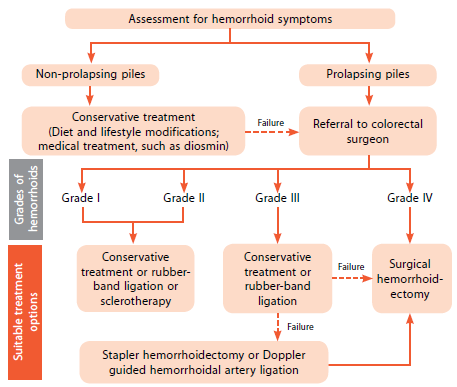 Assessment for hemorrhoid symptoms
Non-prolapsing piles
Prolapsing piles
Conservative treatment
(Diet and lifestyle modifications;
medical treatment, such as diosmin)
Failure
Referral to colorectal
surgeon
Grades of
hemorrhoids
Grade I
Grade II
Grade III
Grade IV
Suitable treatment
options
Conservative
treatment or rubber-
band ligation or
sclerotherapy
Conservative
treatment or
rubber-band
ligation
Failure
Surgical
hemorrhoid-
ectomy
Failure
Stapler hemorrhoidectomy or Doppler
guided hemorrhoidal artery ligation